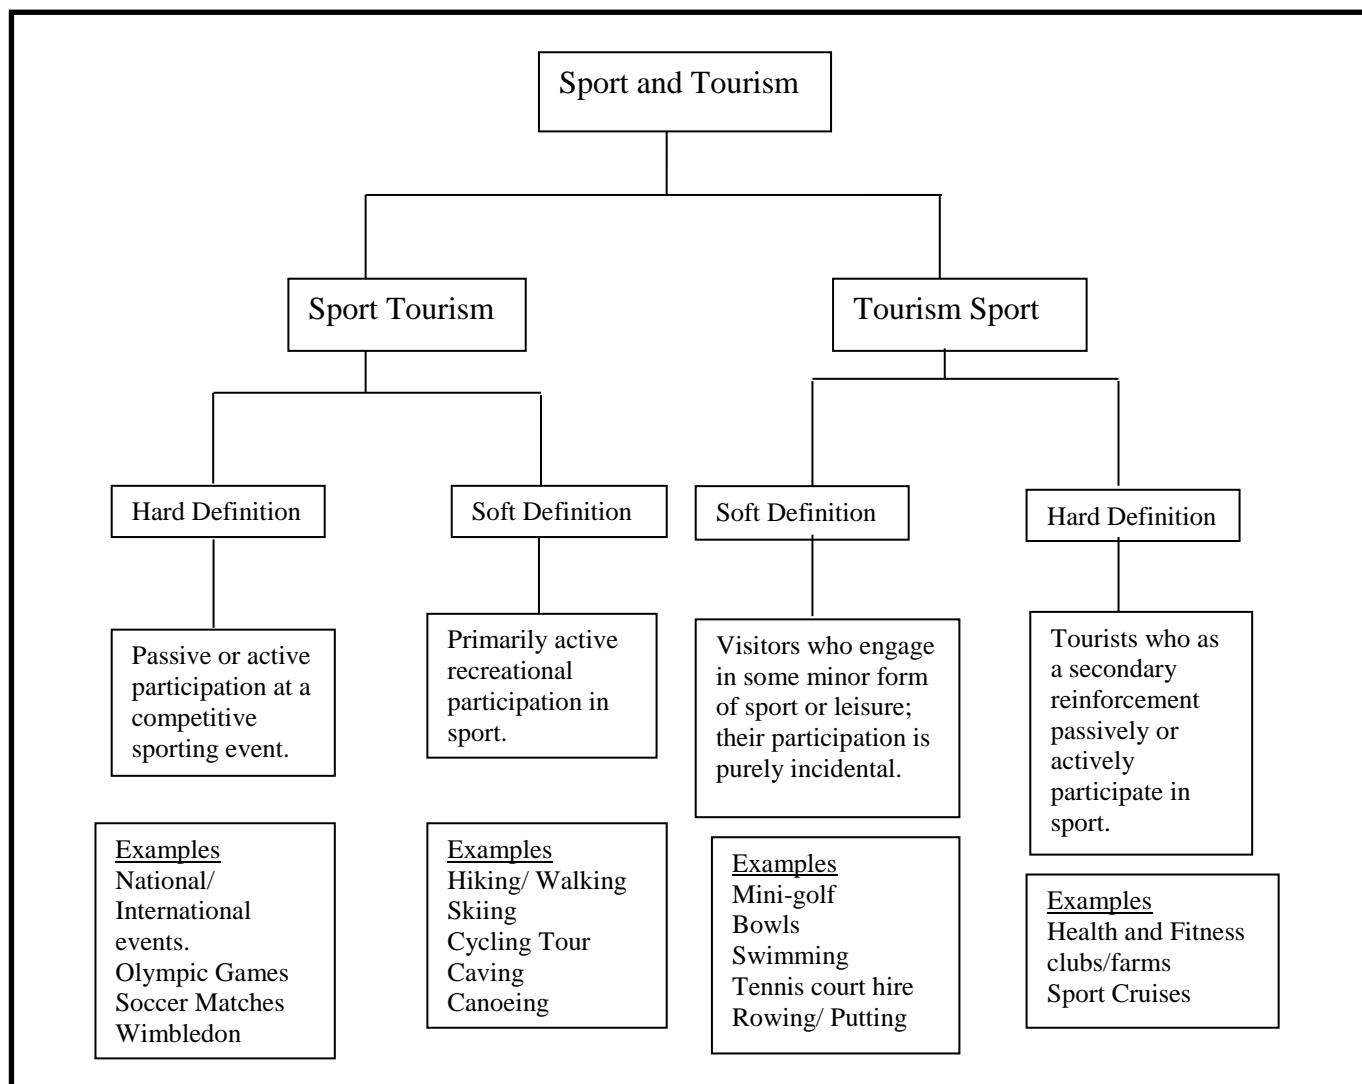 Sport and Tourism
Sport Tourism
Tourism Sport
Hard Definition
Soft Definition
Soft Definition
Hard Definition
Passive or active
participation at a
competitive
sporting event.
Primarily active
recreational
participation in
sport.
Visitors who engage
in some minor form
of sport or leisure;
their participation is
purely incidental.
Tourists who as
a secondary
reinforcement
passively or
actively
participate in
sport.
Examples
National/
International
events.
Olympic Games
Soccer Matches
Wimbledon
Examples
Hiking/ Walking
Skiing
Cycling Tour
Caving
Canoeing
Examples
Mini-golf
Bowls
Swimming
Tennis court hire
Rowing/ Putting
Examples
Health and Fitness
clubs/farms
Sport Cruises